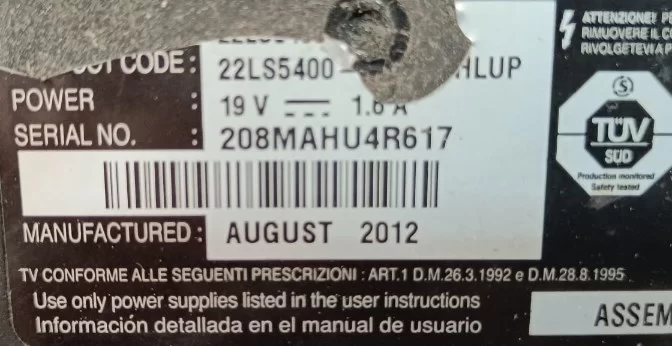 CODE: 22LS5400- HLUP
POWER : 19 V 1.6 A
SERIAL NO. : 208MAHU4R617
MANUFACTURED : AUGUST 2012
TV CONFORME ALLE SEGUENTI PRESCRIZIONI : ART.1 D.M.26.3.1992 e D.M.28.8.1995
Use only power supplies listed in the user instructions
Información detallada en el manual de usuario
ATTENZIONE!
RIMUOVERE IL
S
TÜV
SÜD
Production monitored
Safety tested
ASSEM